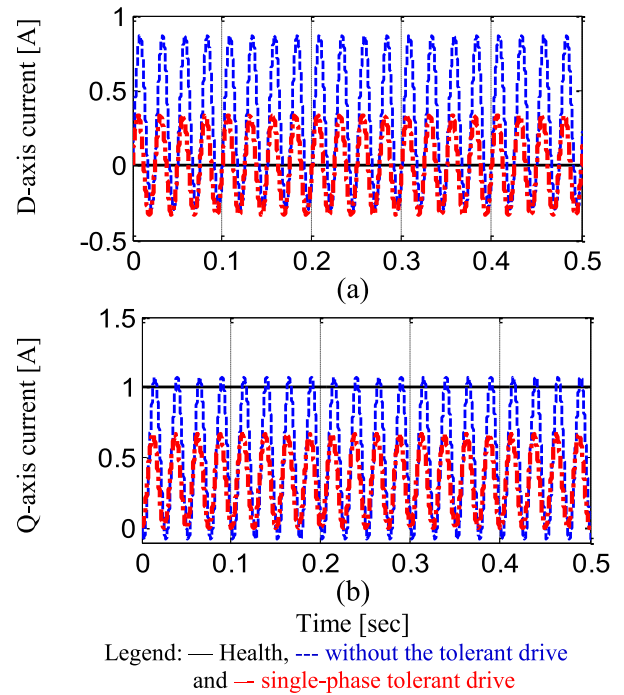 D-axis current [A]
1
0.5
0
-0.5
0 0.1 0.2 0.3 0.4 0.5
(a)
Q-axis current [A]
1.5
1
0.5
0
0 0.1 0.2 0.3 0.4 0.5
(b)
Time [sec]
Legend: — Health, --- without the tolerant drive
and –- single-phase tolerant drive